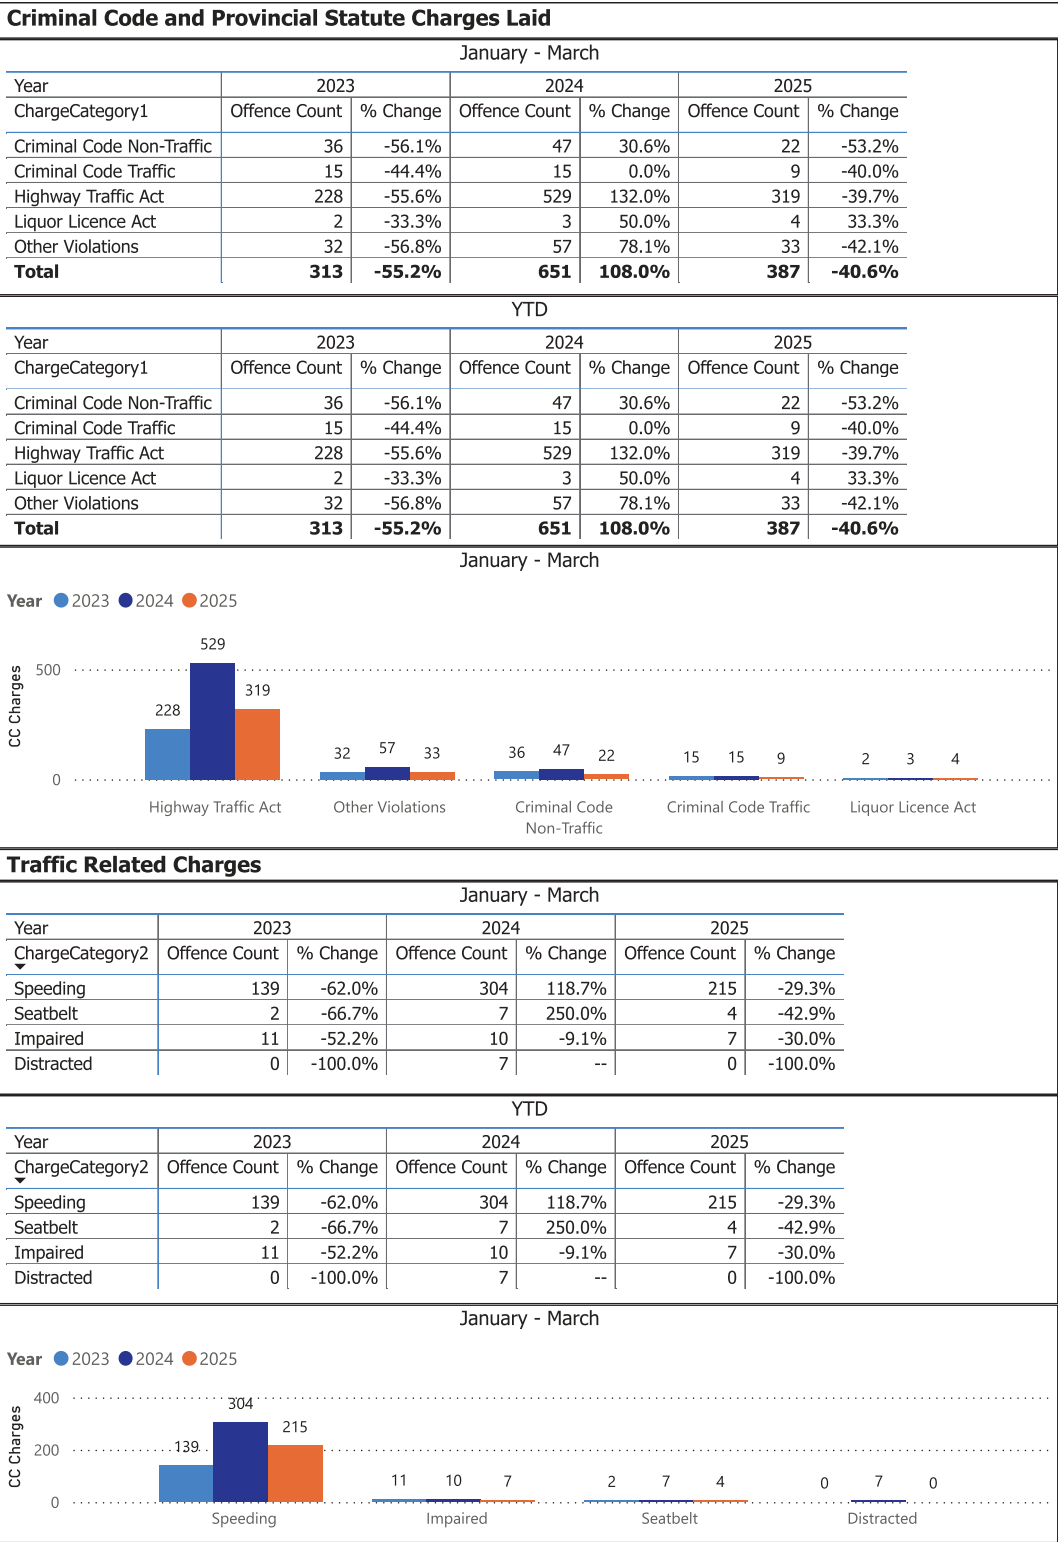 Criminal Code and Provincial Statute Charges Laid
January - March
Year 2023 2024 2025
ChargeCategory1 Offence Count % Change Offence Count % Change Offence Count % Change
Criminal Code Non-Traffic 36 -56.1% 47 30.6% 22 -53.2%
Criminal Code Traffic 15 -44.4% 15 0.0% 9 -40.0%
Highway Traffic Act 228 -55.6% 529 132.0% 319 -39.7%
Liquor Licence Act 2 -33.3% 3 50.0% 4 33.3%
Other Violations 32 -56.8% 57 78.1% 33 -42.1%
Total 313 -55.2% 651 108.0% 387 -40.6%
YTD
Year 2023 2024 2025
ChargeCategory1 Offence Count % Change Offence Count % Change Offence Count % Change
Criminal Code Non-Traffic 36 -56.1% 47 30.6% 22 -53.2%
Criminal Code Traffic 15 -44.4% 15 0.0% 9 -40.0%
Highway Traffic Act 228 -55.6% 529 132.0% 319 -39.7%
Liquor Licence Act 2 -33.3% 3 50.0% 4 33.3%
Other Violations 32 -56.8% 57 78.1% 33 -42.1%
Total 313 -55.2% 651 108.0% 387 -40.6%
January - March
Year 2023 2024 2025
CC Charges
500
0
228 529 319
32 57 33
36 47 22
15 15 9
2 3 4
Highway Traffic Act Other Violations Criminal Code Criminal Code Traffic Liquor Licence Act
Non-Traffic
Traffic Related Charges
January - March
Year 2023 2024 2025
ChargeCategory2 Offence Count % Change Offence Count % Change Offence Count % Change
Speeding 139 -62.0% 304 118.7% 215 -29.3%
Seatbelt 2 -66.7% 7 250.0% 4 -42.9%
Impaired 11 -52.2% 10 -9.1% 7 -30.0%
Distracted 0 -100.0% 7 -- 0 -100.0%
YTD
Year 2023 2024 2025
ChargeCategory2 Offence Count % Change Offence Count % Change Offence Count % Change
Speeding 139 -62.0% 304 118.7% 215 -29.3%
Seatbelt 2 -66.7% 7 250.0% 4 -42.9%
Impaired 11 -52.2% 10 -9.1% 7 -30.0%
Distracted 0 -100.0% 7 -- 0 -100.0%
January - March
Year 2023 2024 2025
CC Charges
400
200
0
139 304 215
11 10 7
2 7 4
0 7 0
Speeding Impaired Seatbelt Distracted